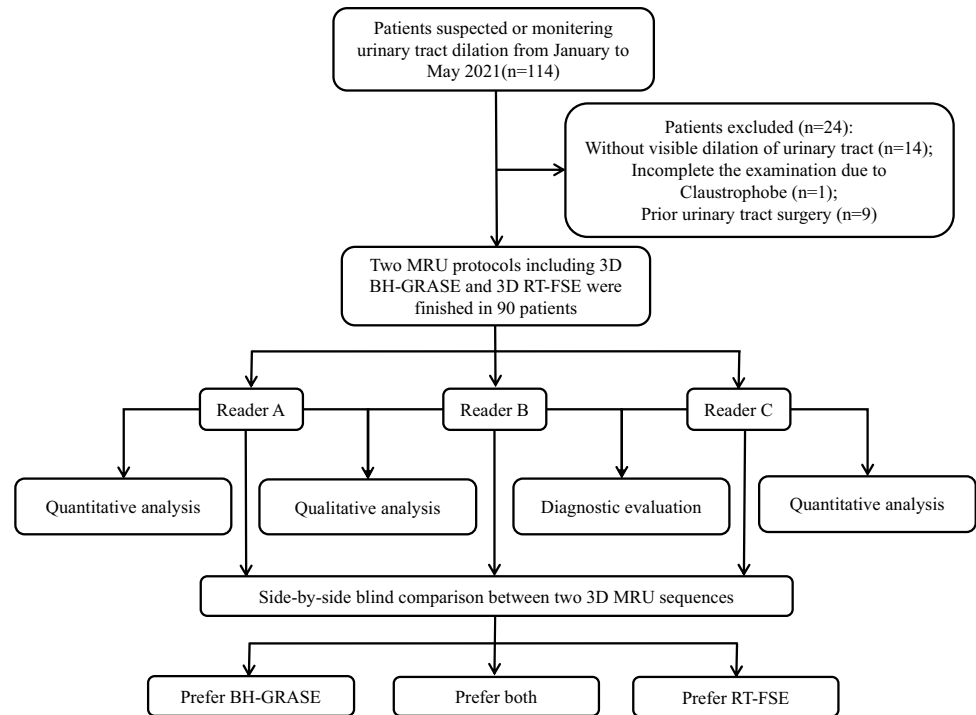 Patients suspected or monitering
urinary tract dilation from January to
May 2021(n=114)
Patients excluded (n=24):
Without visible dilation of urinary tract (n=14);
Incomplete the examination due to
Claustrophobe (n=1);
Prior urinary tract surgery (n=9)
Two MRU protocols including 3D
BH-GRASE and 3D RT-FSE were
finished in 90 patients
Reader A
Reader B
Reader C
Quantitative analysis
Qualitative analysis
Diagnostic evaluation
Quantitative analysis
Side-by-side blind comparison between two 3D MRU sequences
Prefer BH-GRASE
Prefer both
Prefer RT-FSE